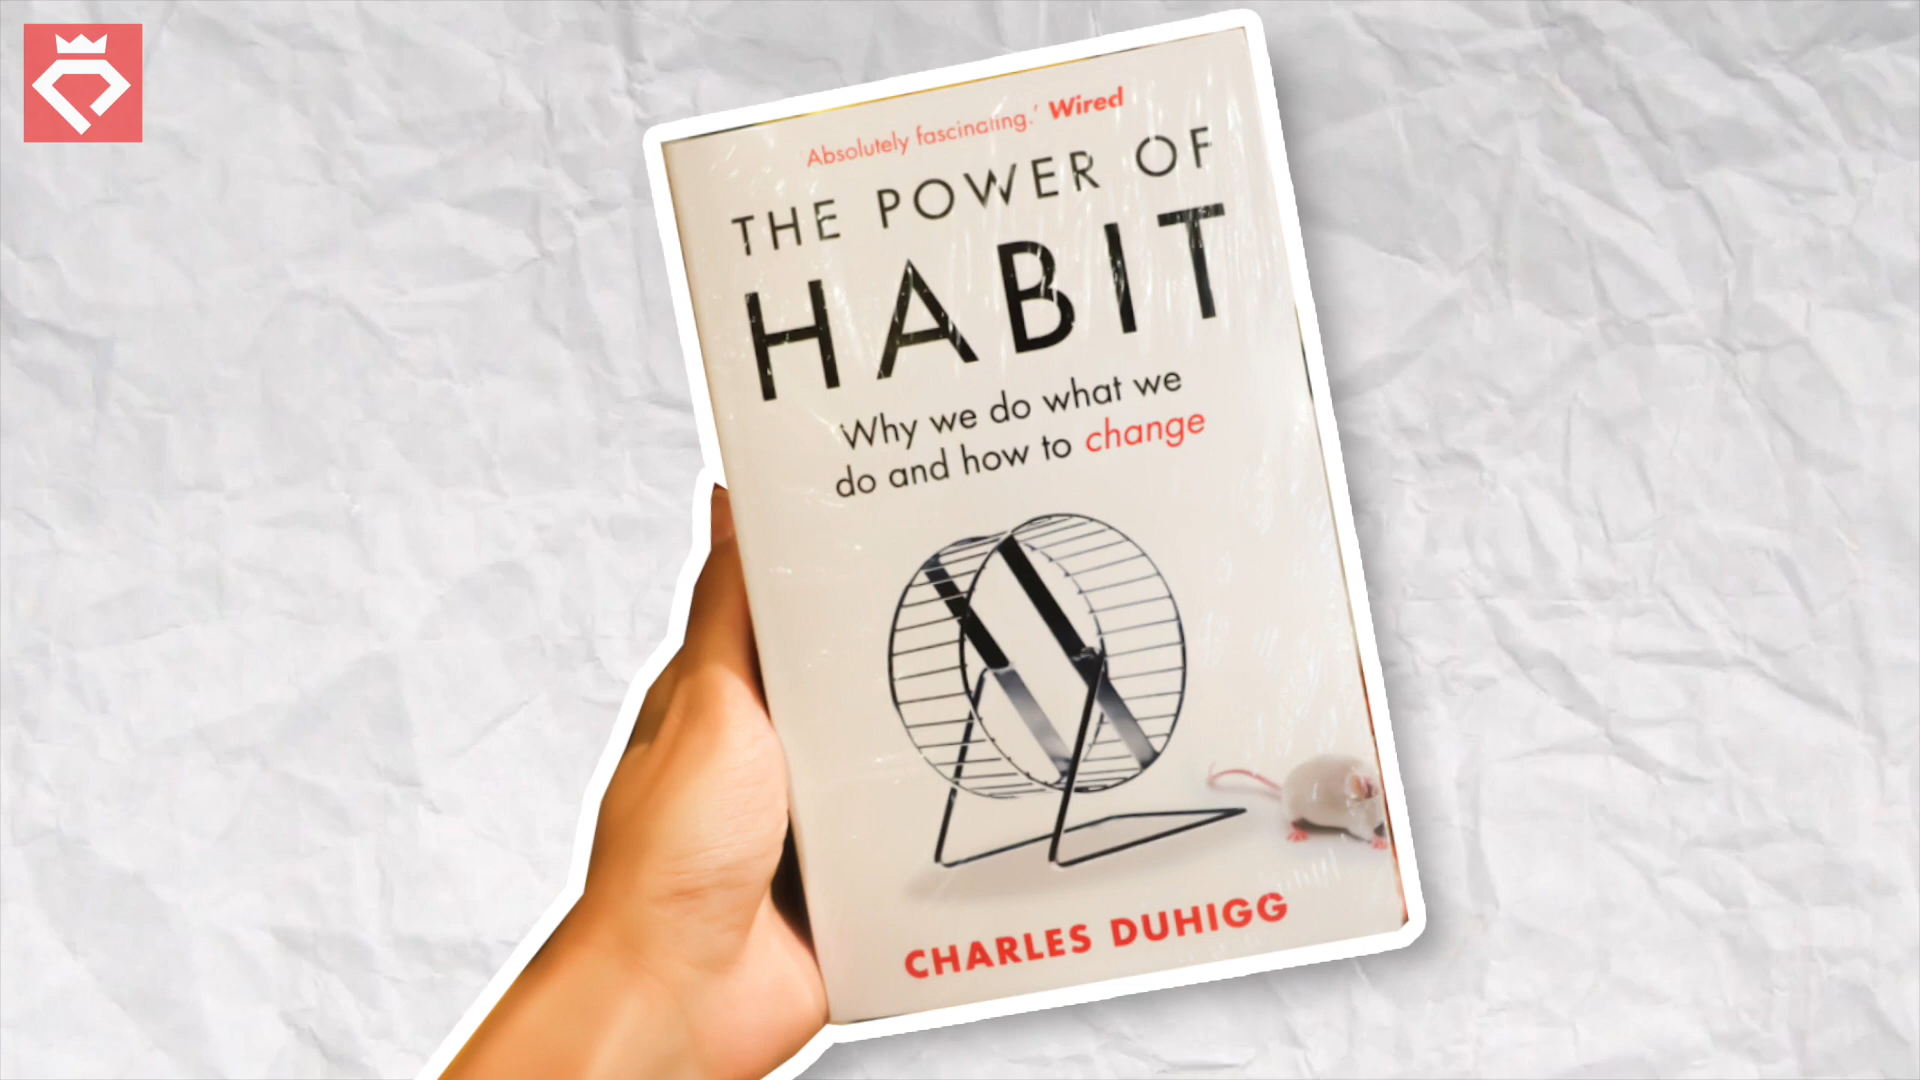 Absolutely fascinating.' Wired
THE POWER OF
HABIT
Why we do what we
do and how to change
CHARLES DUHIGG